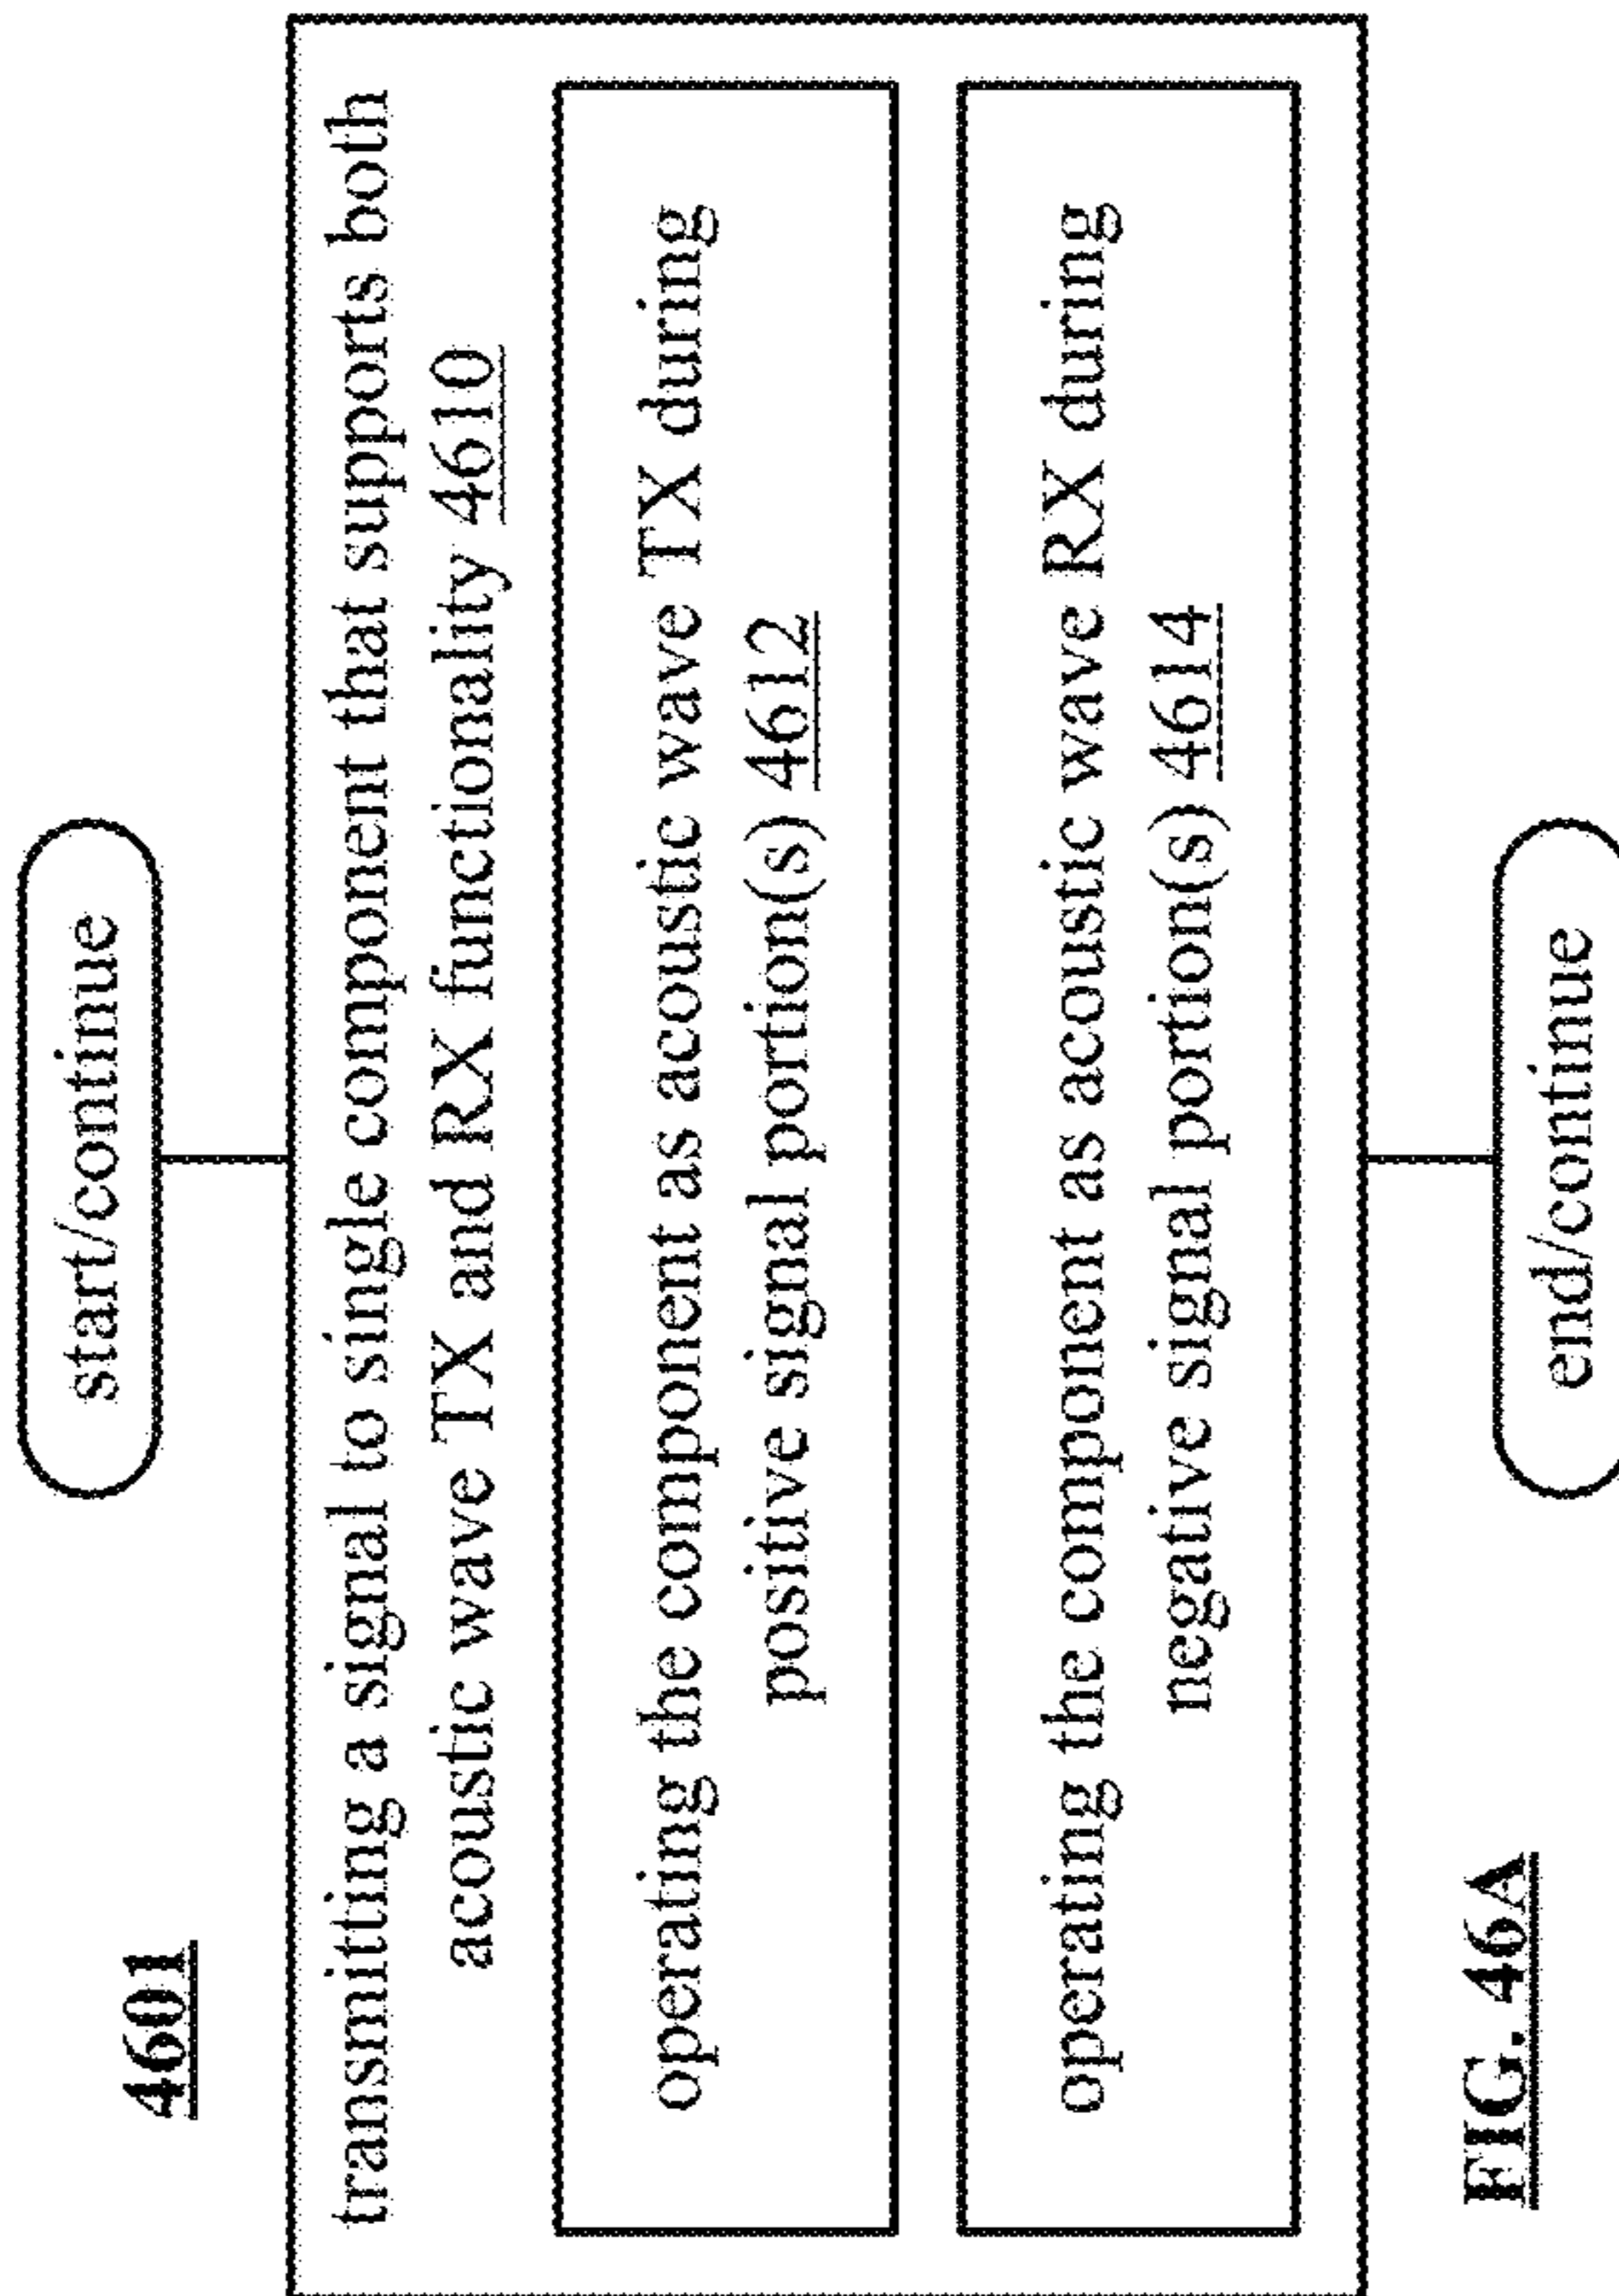 4601
start/continue
transmitting a signal to single component that supports both
acoustic wave TX and RX functionality 4610
operating the component as acoustic wave TX during
positive signal portion(s) 4612
operating the component as acoustic wave RX during
negative signal portion(s) 4614
FIG. 46A
end/continue